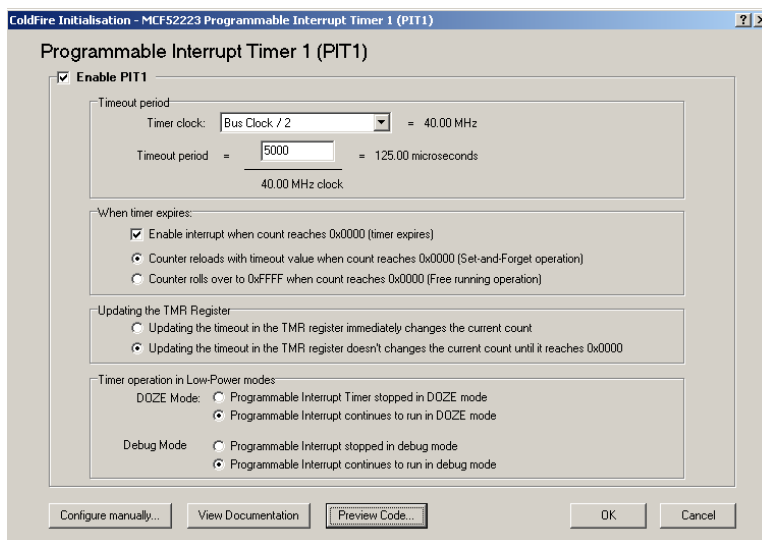 ColdFire Initialisation - MCF52223 Programmable Interrupt Timer 1 (PIT1)
Programmable Interrupt Timer 1 (PIT1)
Enable PIT1
Timeout period
Timer clock: Bus Clock / 2 = 40.00 MHz
Timeout period = 5000 = 125.00 microseconds
40.00 MHz clock
When timer expires:
Enable interrupt when count reaches 0x0000 (timer expires)
Counter reloads with timeout value when count reaches 0x0000 (Set-and-Forget operation)
Counter rolls over to 0xFFFF when count reaches 0x0000 (Free running operation)
Updating the TMR Register
Updating the timeout in the TMR register immediately changes the current count
Updating the timeout in the TMR register doesn't changes the current count until it reaches 0x0000
Timer operation in Low-Power modes
DOZE Mode: Programmable Interrupt Timer stopped in DOZE mode
Programmable Interrupt continues to run in DOZE mode
Debug Mode Programmable Interrupt stopped in debug mode
Programmable Interrupt continues to run in debug mode
Configure manually... View Documentation Preview Code... OK Cancel